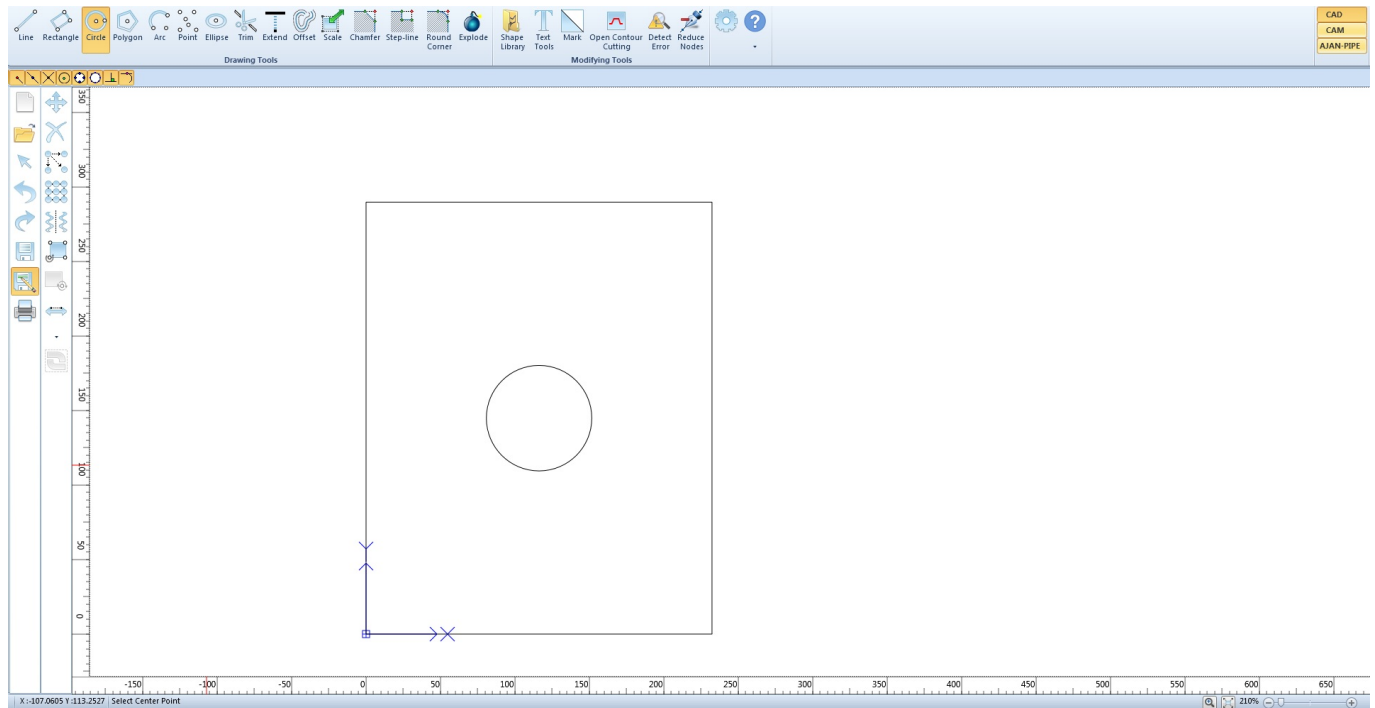 Line Rectangle Circle Polygon Arc Point Ellipse Trim Extend Offset Scale Chamfer Step-line Round Corner Explode Shape Library Text Tools Mark Open Contour Cutting Detect Error Reduce Nodes
Drawing Tools Modifying Tools
CAD
CAM
AJAN-PIPE
350
300
250
200
150
100
50
0
-150 -100 -50 0 50 100 150 200 250 300 350 400 450 500 550 600 650
X :-107.0605 Y :113.2527 Select Center Point 210%